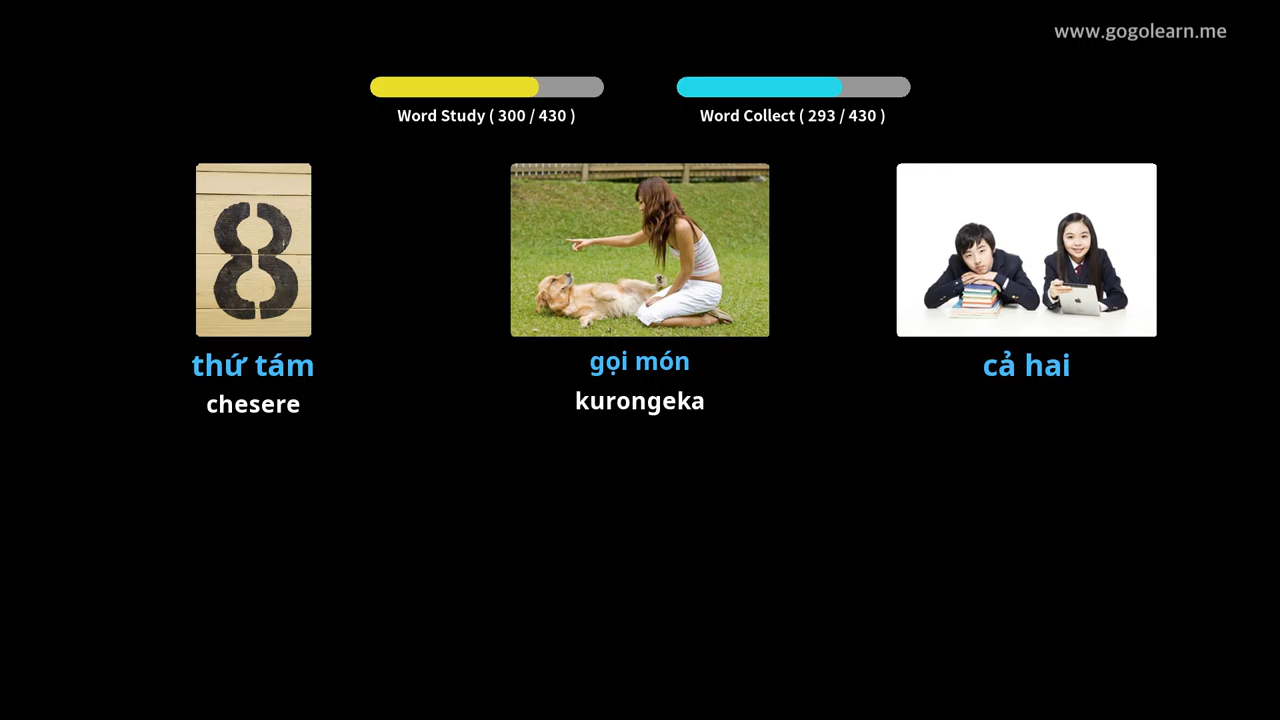 www.gogolearn.me
Word Study ( 300 / 430 )
Word Collect ( 293 / 430 )
8
thứ tám
chesere
gọi món
kurongeka
cả hai